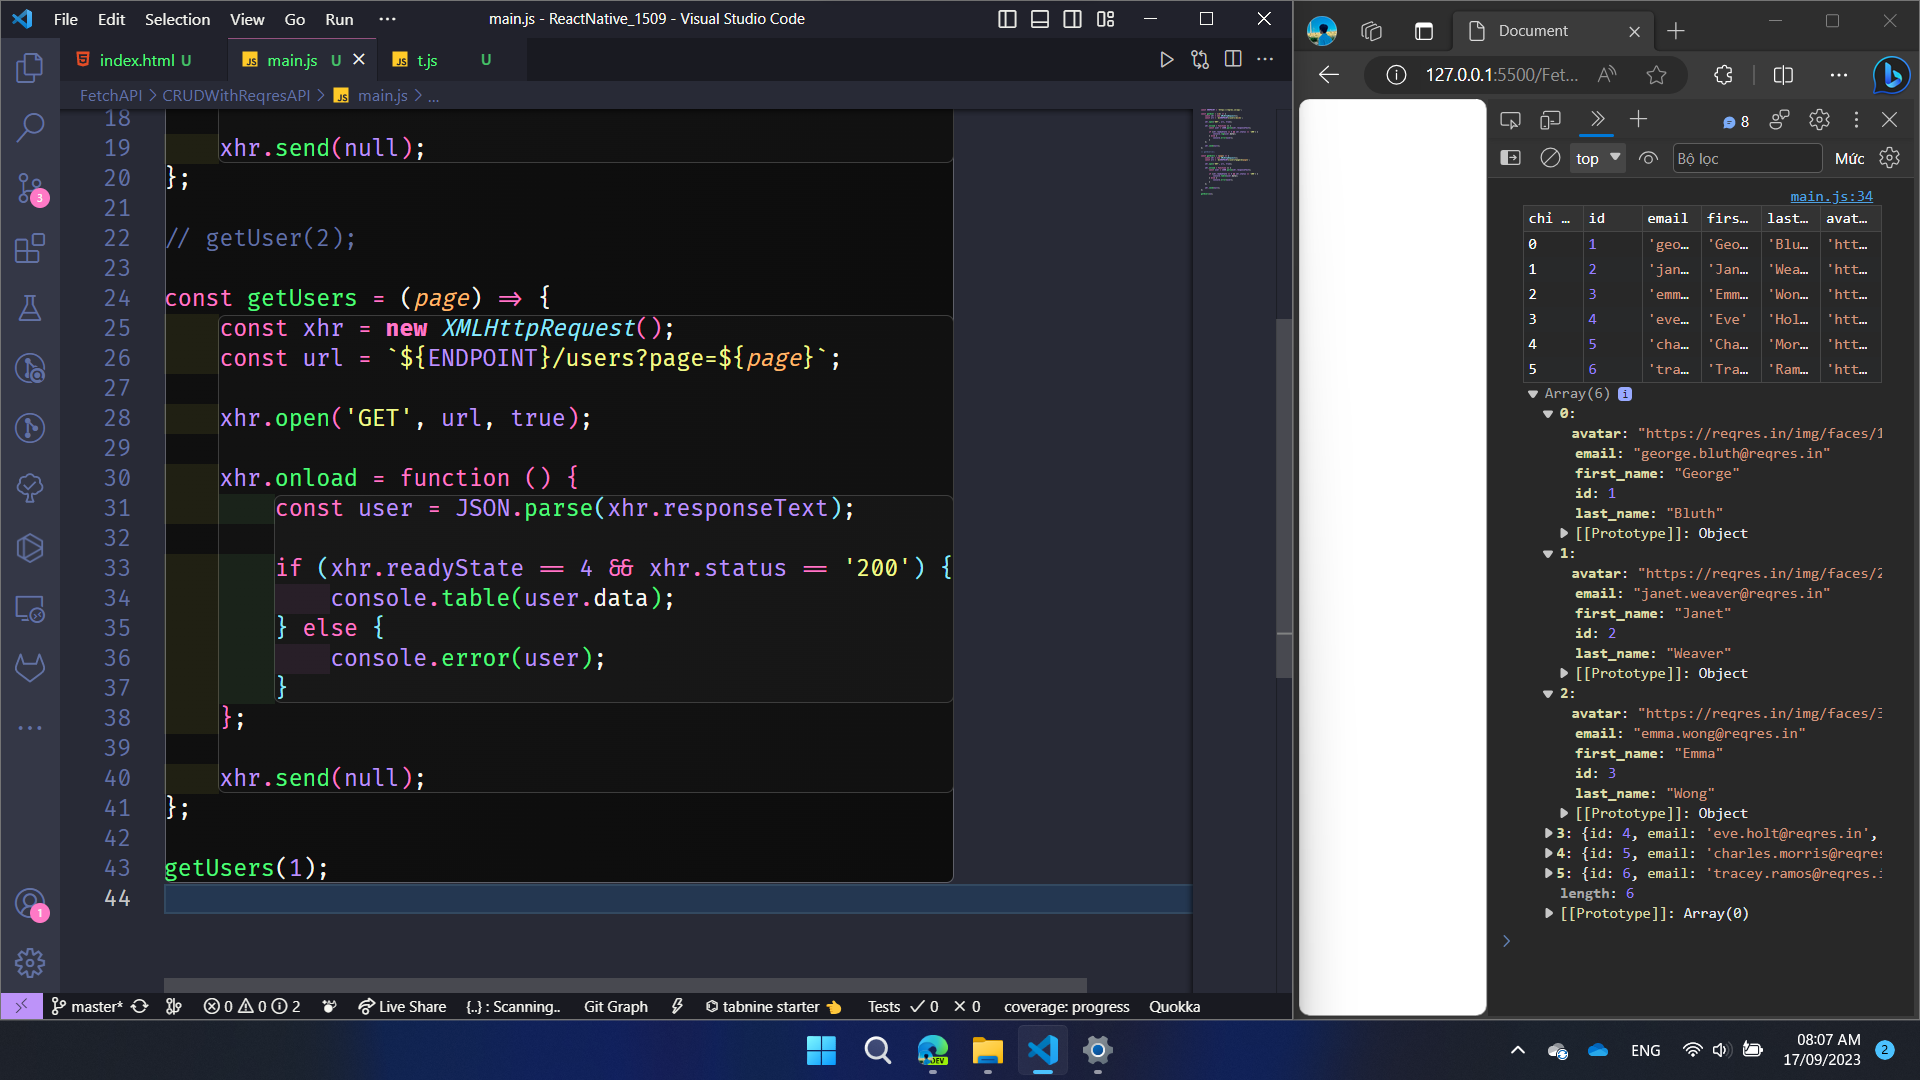 File Edit Selection View Go Run ··· main.js - ReactNative_1509 - Visual Studio Code
index.html U main.js U t.js U
FetchAPI > CRUDWithReqresAPI > main.js > ...
18
19 xhr.send(null);
20 };
21
22 // getUser(2);
23
24 const getUsers = (page) => {
25 const xhr = new XMLHttpRequest();
26 const url = `${ENDPOINT}/users?page=${page}`;
27
28 xhr.open('GET', url, true);
29
30 xhr.onload = function () {
31 const user = JSON.parse(xhr.responseText);
32
33 if (xhr.readyState == 4 && xhr.status == '200') {
34 console.table(user.data);
35 } else {
36 console.error(user);
37 }
38 };
39
40 xhr.send(null);
41 };
42
43 getUsers(1);
44
3
1
master* 0 0 2 Live Share {..} : Scanning.. Git Graph tabnine starter Tests 0 0 coverage: progress Quokka
Document
127.0.0.1:5500/Fet...
8
top Bộ lọc Mức
main.js:34
chỉ ... id email firs... last... avat...
0 1 'geo... 'Geo... 'Blu... 'htt...
1 2 'jan... 'Jan... 'Wea... 'htt...
2 3 'emm... 'Emm... 'Won... 'htt...
3 4 'eve... 'Eve' 'Hol... 'htt...
4 5 'cha... 'Cha... 'Mor... 'htt...
5 6 'tra... 'Tra... 'Ram... 'htt...
Array(6) i
0:
avatar: "https://reqres.in/img/faces/1
email: "george.bluth@reqres.in"
first_name: "George"
id: 1
last_name: "Bluth"
[[Prototype]]: Object
1:
avatar: "https://reqres.in/img/faces/2
email: "janet.weaver@reqres.in"
first_name: "Janet"
id: 2
last_name: "Weaver"
[[Prototype]]: Object
2:
avatar: "https://reqres.in/img/faces/3
email: "emma.wong@reqres.in"
first_name: "Emma"
id: 3
last_name: "Wong"
[[Prototype]]: Object
3: {id: 4, email: 'eve.holt@reqres.in',
4: {id: 5, email: 'charles.morris@reqres
5: {id: 6, email: 'tracey.ramos@reqres.i
length: 6
[[Prototype]]: Array(0)
DEV
ENG
08:07 AM
17/09/2023
2